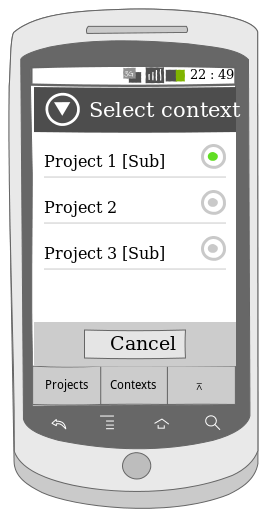 22 : 49
Select context
Project 1 [Sub]
Project 2
Project 3 [Sub]
Cancel
Projects
Contexts